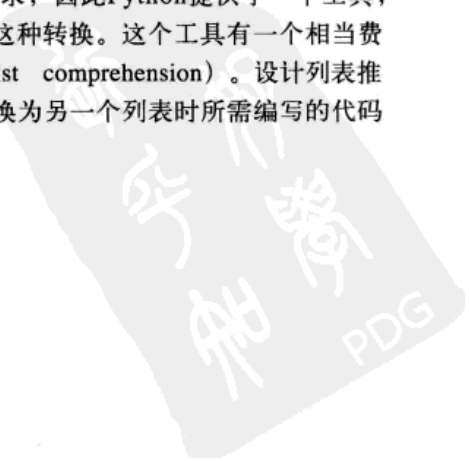 求，因此Python提供了一个工具，
这种转换。这个工具有一个相当费
st comprehension）。设计列表推
换为另一个列表时所需编写的代码
PDG